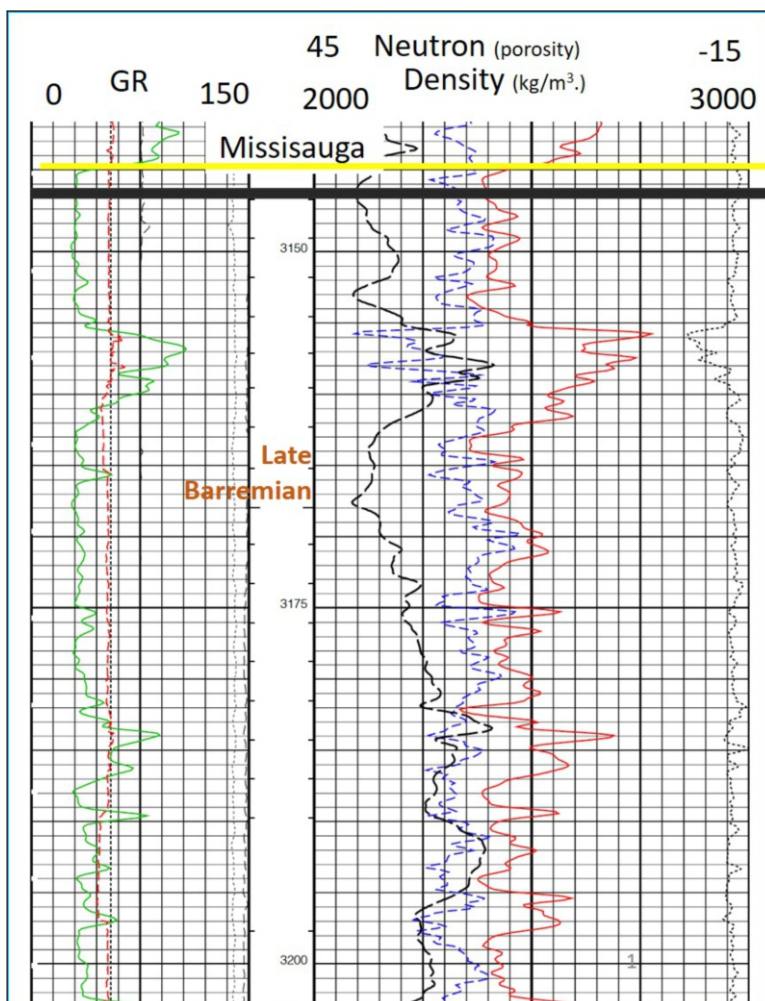 45 Neutron (porosity) -15
Density (kg/m³.)
0 GR 150 2000 3000
Missisauga
3150
Late
Barremian
3175
3200
1